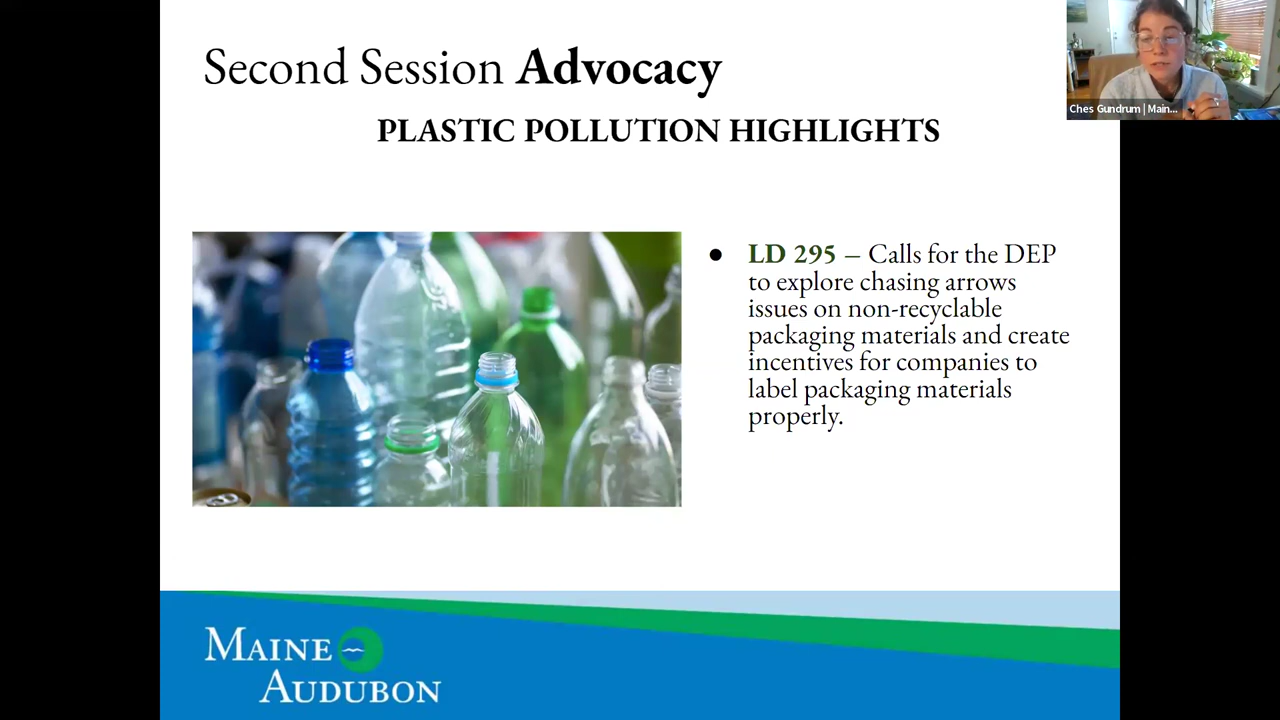 Second Session Advocacy
PLASTIC POLLUTION HIGHLIGHTS
Ches Gundrum | Main...
● LD 295 – Calls for the DEP
to explore chasing arrows
issues on non-recyclable
packaging materials and create
incentives for companies to
label packaging materials
properly.
MAINE
AUDUBON